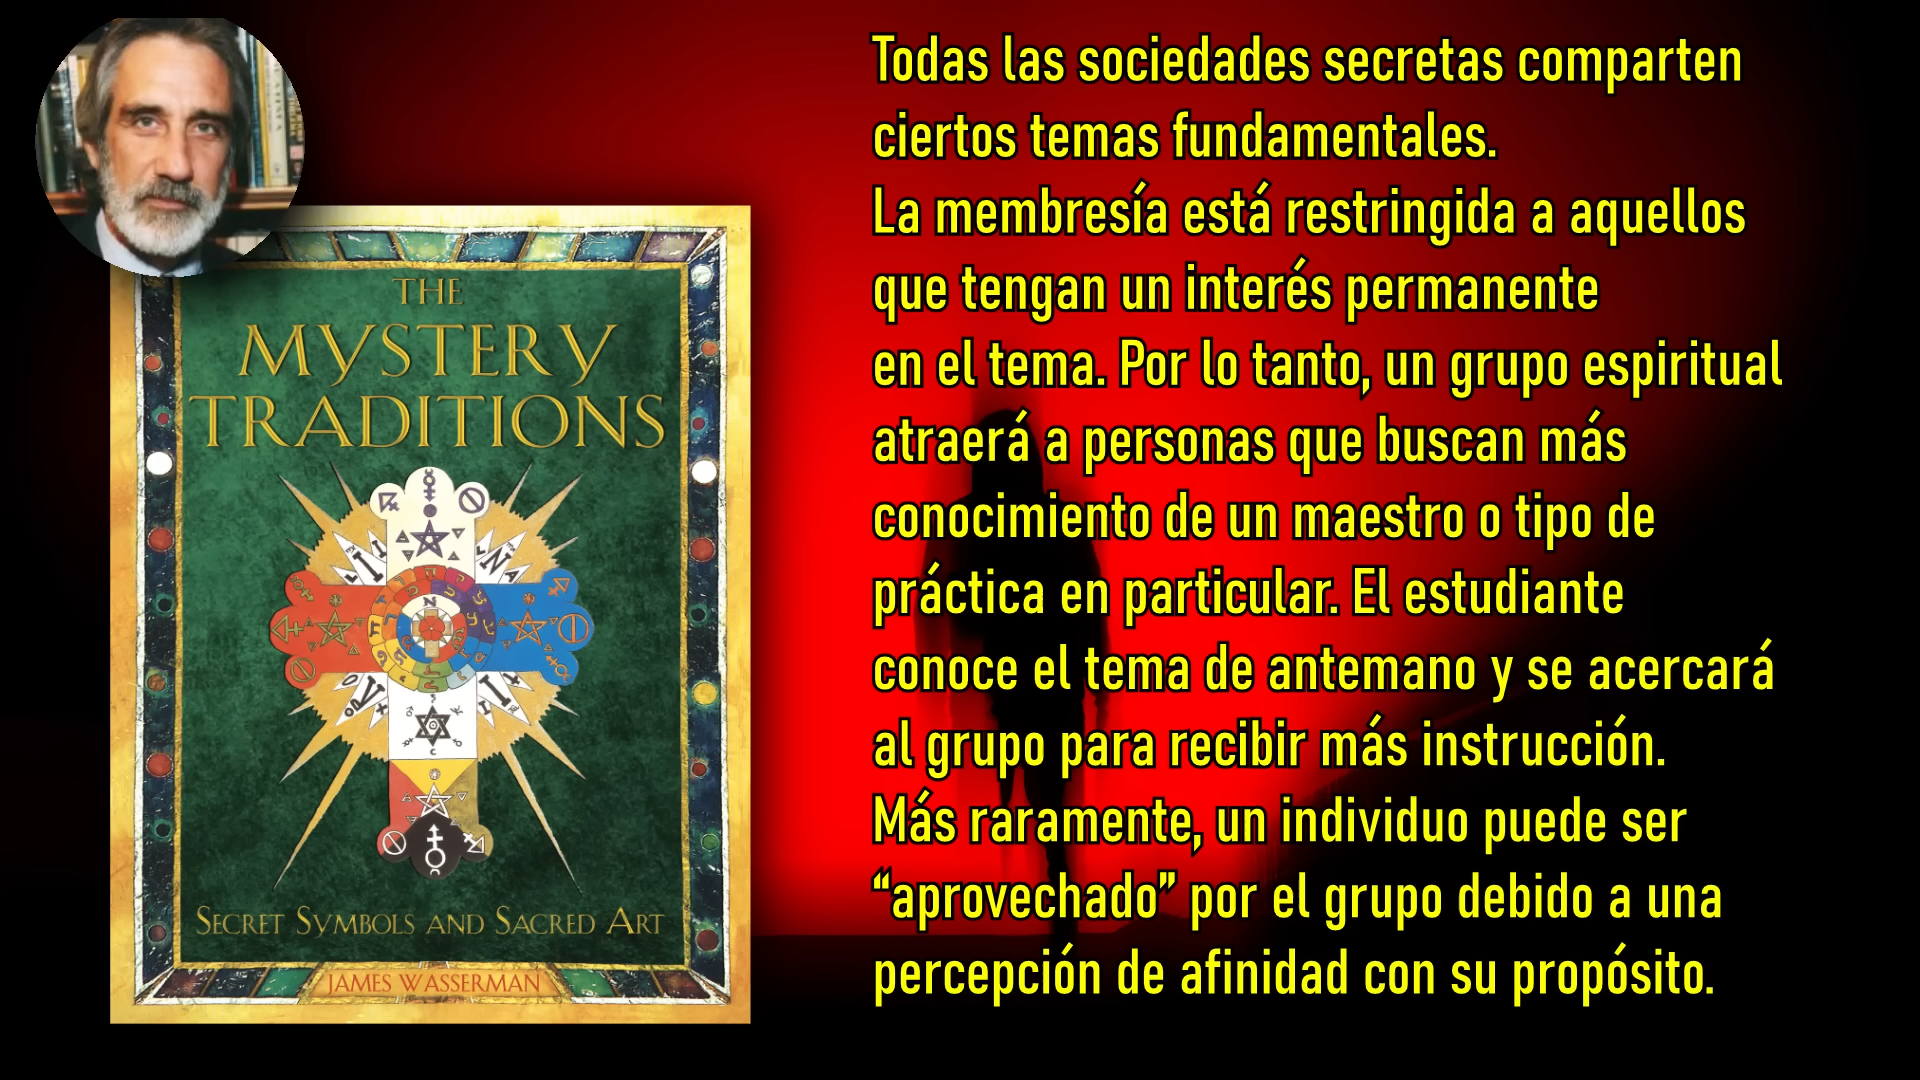 THE
MYSTERY
TRADITIONS
SECRET SYMBOLS AND SACRED ART
JAMES WASSERMAN
Todas las sociedades secretas comparten
ciertos temas fundamentales.
La membresía está restringida a aquellos
que tengan un interés permanente
en el tema. Por lo tanto, un grupo espiritual
atraerá a personas que buscan más
conocimiento de un maestro o tipo de
práctica en particular. El estudiante
conoce el tema de antemano y se acercará
al grupo para recibir más instrucción.
Más raramente, un individuo puede ser
“aprovechado” por el grupo debido a una
percepción de afinidad con su propósito.